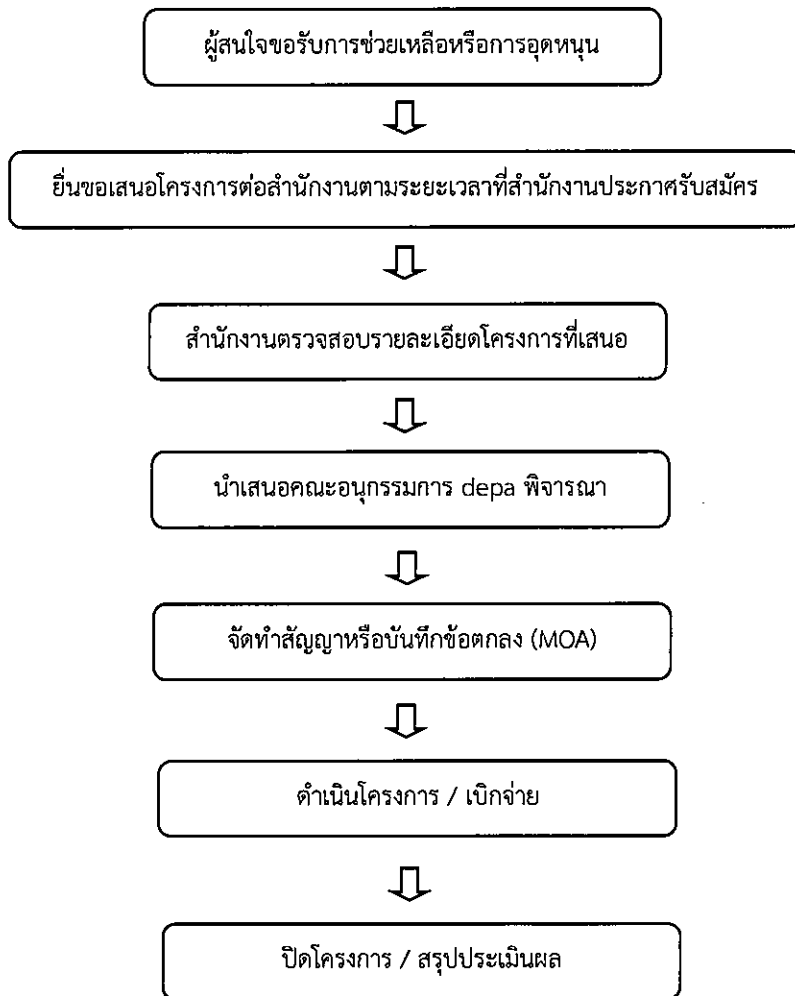 ผู้สนใจขอรับการช่วยเหลือหรือการอุดหนุน
ยื่นขอเสนอโครงการต่อสำนักงานตามระยะเวลาที่สำนักงานประกาศรับสมัคร
สำนักงานตรวจสอบรายละเอียดโครงการที่เสนอ
นำเสนอคณะอนุกรรมการ depa พิจารณา
จัดทำสัญญาหรือบันทึกข้อตกลง (MOA)
ดำเนินโครงการ / เบิกจ่าย
ปิดโครงการ / สรุปประเมินผล